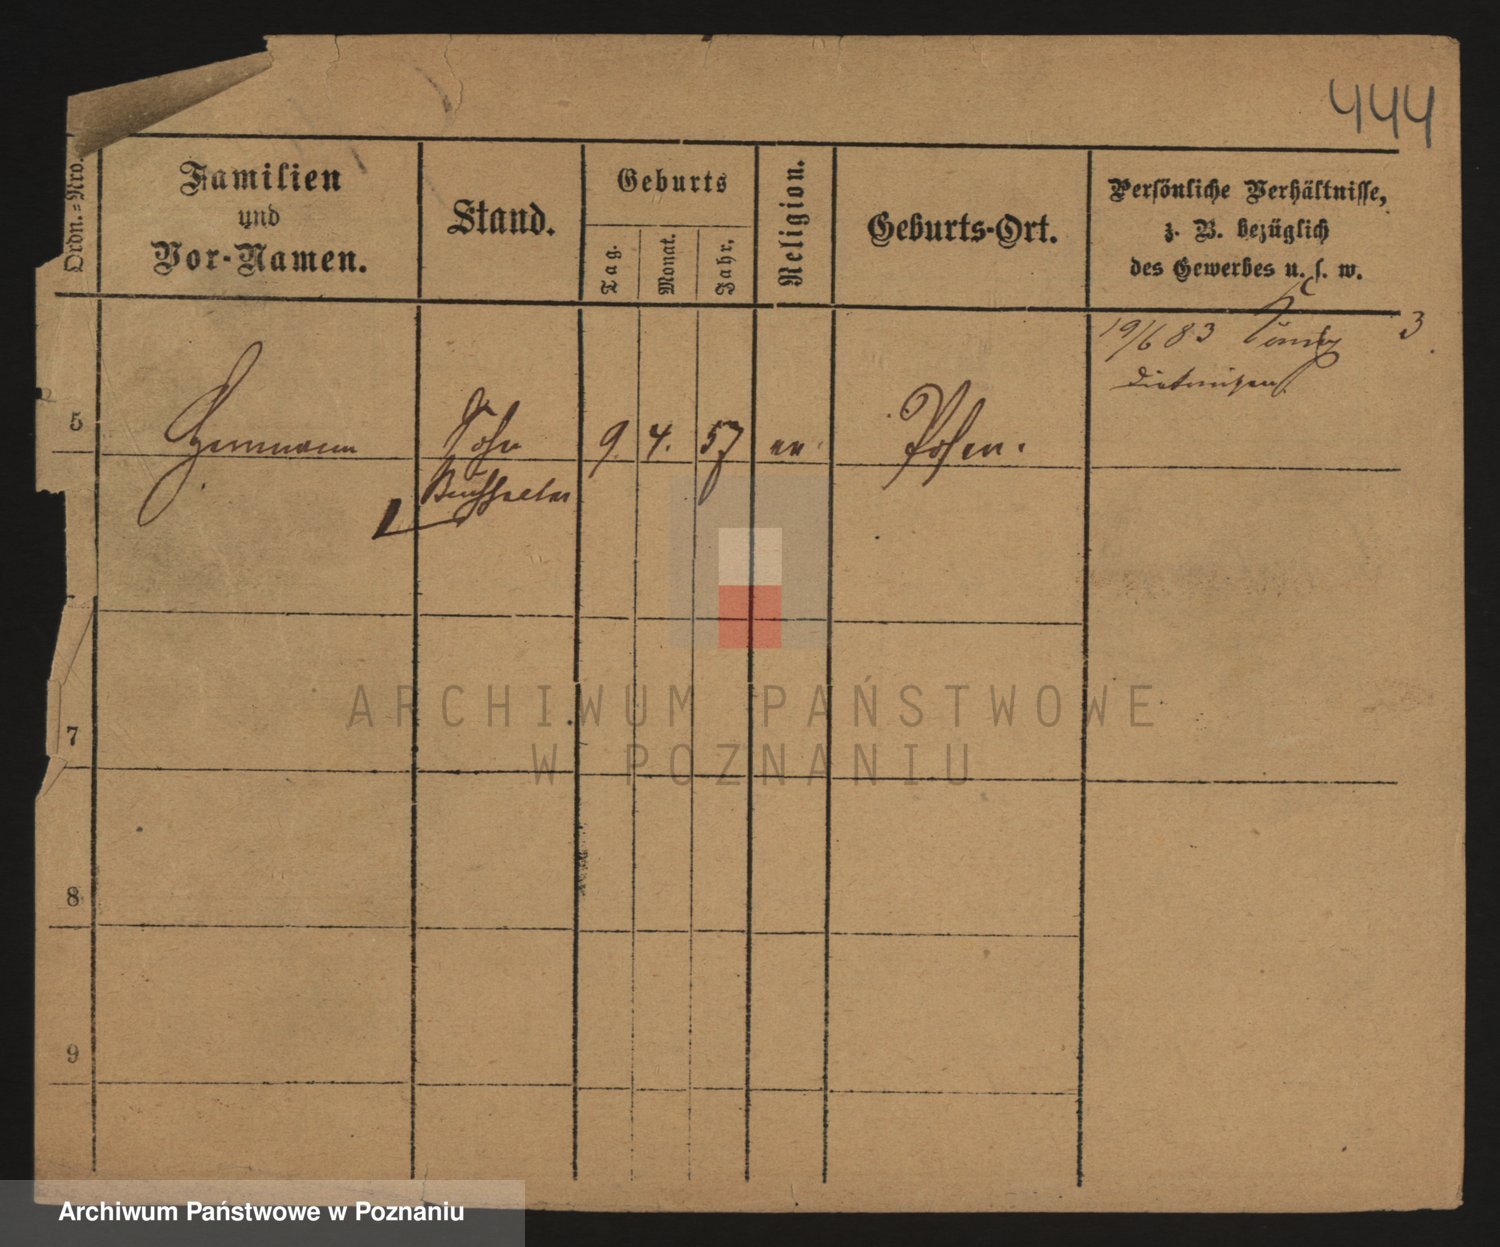 444
Ordn.=Nro.
Familien
und
Vor-Namen.
Stand.
Geburts
Tag.
Monat.
Jahr.
Religion.
Geburts-Ort.
Persönliche Verhältnisse,
z. B. bezüglich
des Gewerbes u. s. w.
19/6 83
3
5
Hermann
Sohn
9. 4. 57
Posen.
Buchhalter
7
8
9
ARCHIWUM PAŃSTWOWE
W POZNANIU
Archiwum Państwowe w Poznaniu